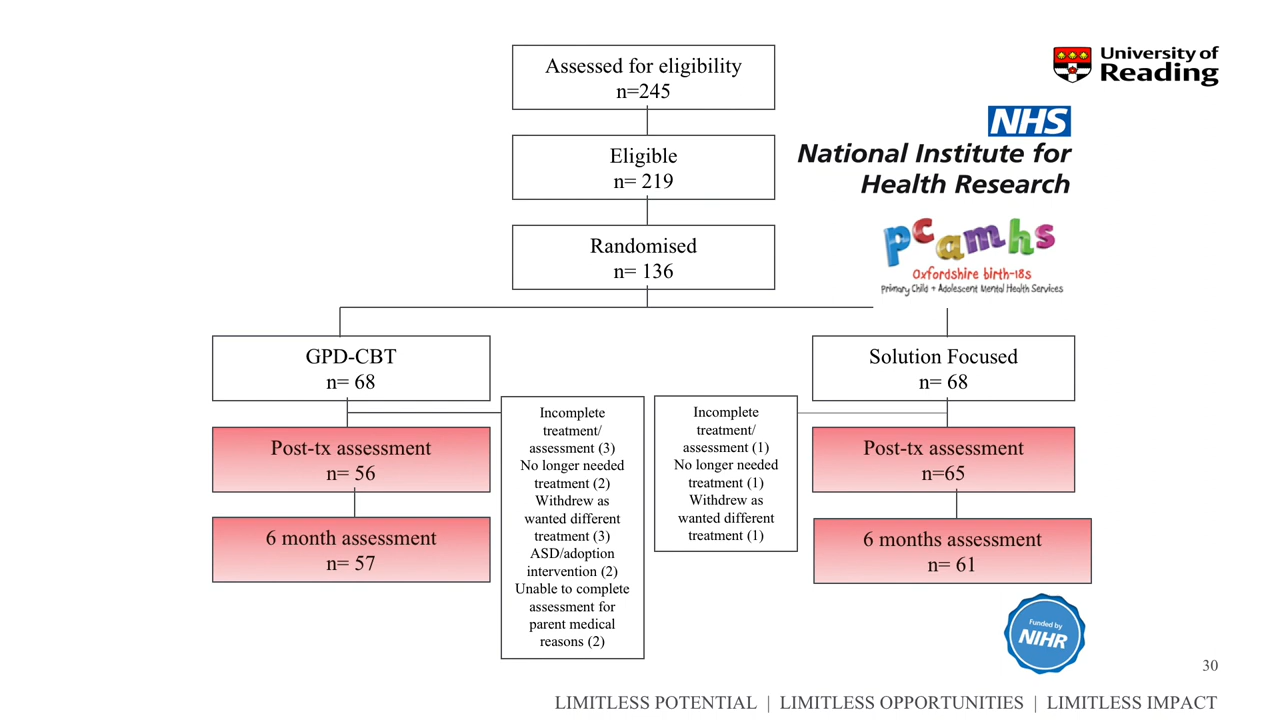 Assessed for eligibility
n=245
University of
Reading
NHS
National Institute for
Health Research
Eligible
n= 219
Randomised
n= 136
pcamhs
Oxfordshire birth-18s
Primary Child + Adolescent Mental Health Services
GPD-CBT
n= 68
Solution Focused
n= 68
Incomplete
treatment/
assessment (3)
No longer needed
treatment (2)
Withdrew as
wanted different
treatment (3)
ASD/adoption
intervention (2)
Unable to complete
assessment for
parent medical
reasons (2)
Incomplete
treatment/
assessment (1)
No longer needed
treatment (1)
Withdrew as
wanted different
treatment (1)
Post-tx assessment
n= 56
Post-tx assessment
n=65
6 month assessment
n= 57
6 months assessment
n= 61
Funded by
NIHR
30
LIMITLESS POTENTIAL | LIMITLESS OPPORTUNITIES | LIMITLESS IMPACT